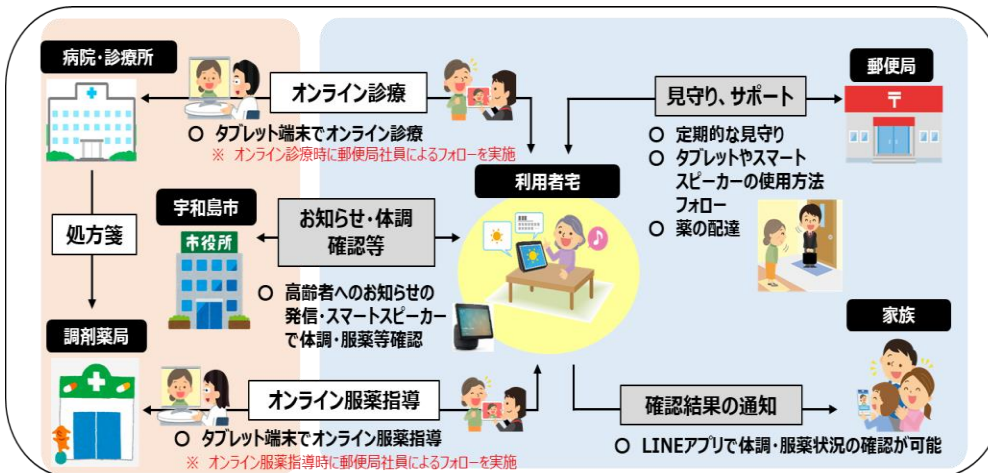 病院・診療所
オンライン診療
〇 タブレット端末でオンライン診療
※ オンライン診療時に郵便局社員によるフォローを実施
処方箋
宇和島市
市役所
お知らせ・体調
確認等
〇 高齢者へのお知らせの
発信・スマートスピーカー
で体調・服薬等確認
調剤薬局
オンライン服薬指導
〇 タブレット端末でオンライン服薬指導
※ オンライン服薬指導時に郵便局社員によるフォローを実施
利用者宅
見守り、サポート
郵便局
〒
〇 定期的な見守り
〇 タブレットやスマート
スピーカーの使用方法
フォロー
〇 薬の配達
家族
確認結果の通知
〇 LINEアプリで体調・服薬状況の確認が可能